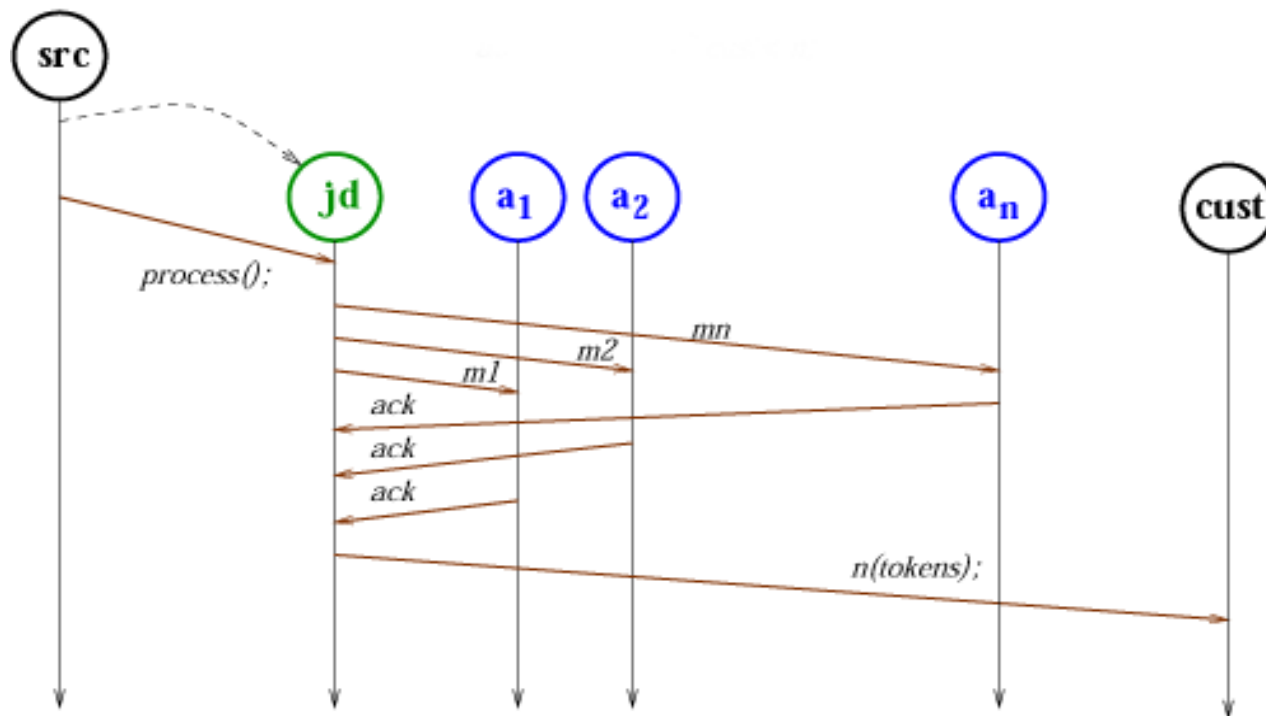 src
jd
a1
a2
an
cust
process();
mn
m2
m1
ack
ack
ack
n(tokens);